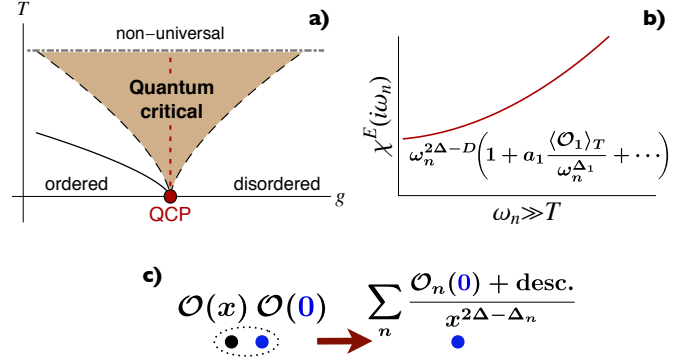 T
a)
non-universal
Quantum
critical
ordered
disordered
g
QCP
b)
χ^E(iω_n)
ω_n^{2Δ−D}(1 + a_1 ⟨𝒪_1⟩_T / ω_n^{Δ_1} + ⋯)
ω_n≫T
c)
𝒪(x) 𝒪(0)
∑_n (𝒪_n(0) + desc.) / x^{2Δ−Δ_n}